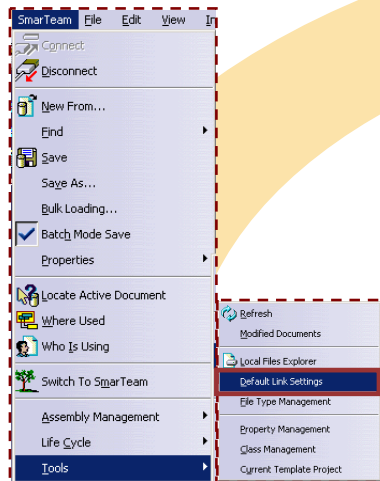 SmarTeam File Edit View In
Connect
Disconnect
New From...
Find
Save
Save As...
Bulk Loading...
Batch Mode Save
Properties
Locate Active Document
Where Used
Who Is Using
Switch To SmarTeam
Assembly Management
Life Cycle
Tools
Refresh
Modified Documents
Local Files Explorer
Default Link Settings
File Type Management
Property Management
Class Management
Current Template Project